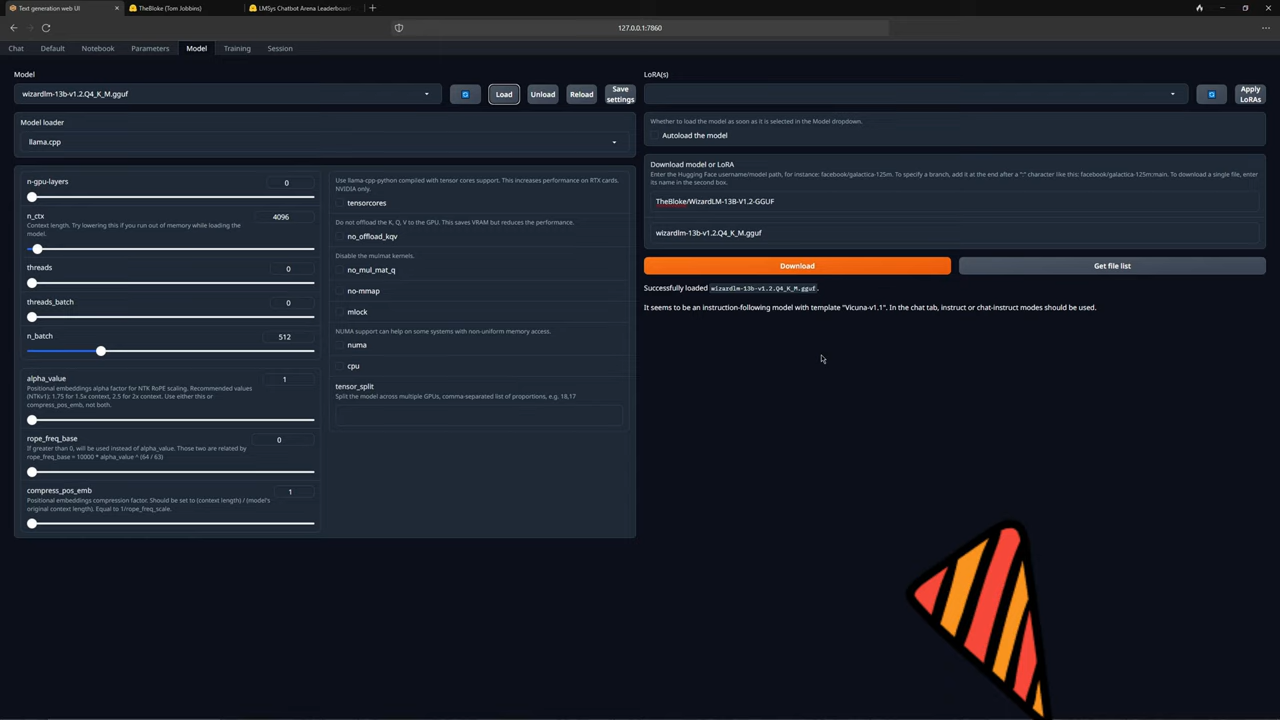 Text generation web UI
TheBloke (Tom Jobbins)
LMSys Chatbot Arena Leaderboard
127.0.0.1:7860
Chat
Default
Notebook
Parameters
Model
Training
Session
Model
wizardlm-13b-v1.2.Q4_K_M.gguf
Load
Unload
Reload
Save
settings
Model loader
llama.cpp
n-gpu-layers
0
n_ctx
4096
Context length. Try lowering this if you run out of memory while loading the
model.
threads
0
threads_batch
0
n_batch
512
alpha_value
1
Positional embeddings alpha factor for NTK RoPE scaling. Recommended values
(NTKv1): 1.75 for 1.5x context, 2.5 for 2x context. Use either this or
compress_pos_emb, not both.
rope_freq_base
0
If greater than 0, will be used instead of alpha_value. Those two are related by
rope_freq_base = 10000 * alpha_value ^ (64 / 63)
compress_pos_emb
1
Positional embeddings compression factor. Should be set to (context length) / (model's
original context length). Equal to 1/rope_freq_scale.
Use llama-cpp-python compiled with tensor cores support. This increases performance on RTX cards.
NVIDIA only.
tensorcores
Do not offload the K, Q, V to the GPU. This saves VRAM but reduces the performance.
no_offload_kqv
Disable the mulmat kernels.
no_mul_mat_q
no-mmap
mlock
NUMA support can help on some systems with non-uniform memory access.
numa
cpu
tensor_split
Split the model across multiple GPUs, comma-separated list of proportions, e.g. 18,17
LoRA(s)
Apply
LoRAs
Whether to load the model as soon as it is selected in the Model dropdown.
Autoload the model
Download model or LoRA
Enter the Hugging Face username/model path, for instance: facebook/galactica-125m. To specify a branch, add it at the end after a ":" character like this: facebook/galactica-125m:main. To download a single file, enter
its name in the second box.
TheBloke/WizardLM-13B-V1.2-GGUF
wizardlm-13b-v1.2.Q4_K_M.gguf
Download
Get file list
Successfully loaded wizardlm-13b-v1.2.Q4_K_M.gguf.
It seems to be an instruction-following model with template "Vicuna-v1.1". In the chat tab, instruct or chat-instruct modes should be used.